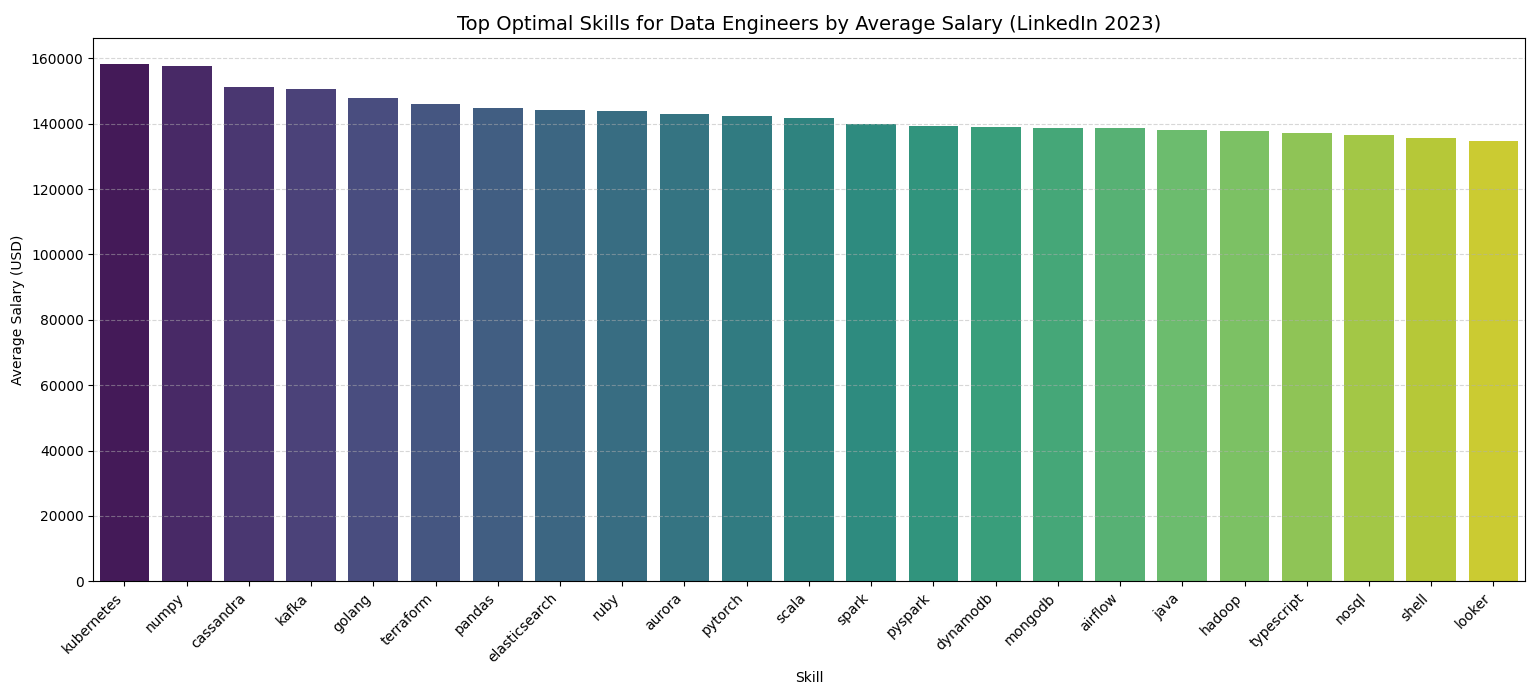 Top Optimal Skills for Data Engineers by Average Salary (LinkedIn 2023)
Average Salary (USD)
160000
140000
120000
100000
80000
60000
40000
20000
0
kubernetes
numpy
cassandra
kafka
golang
terraform
pandas
elasticsearch
ruby
aurora
pytorch
scala
spark
pyspark
dynamodb
mongodb
airflow
java
hadoop
typescript
nosql
shell
looker
Skill